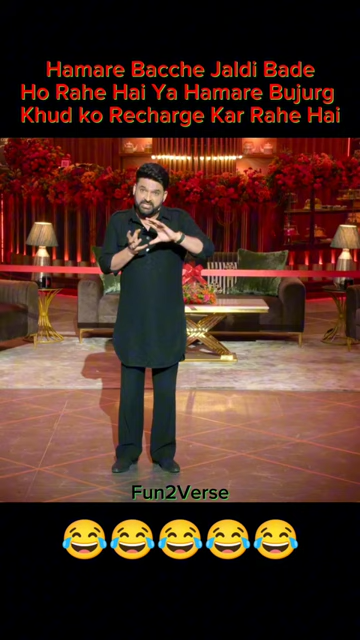 Hamare Bacche Jaldi Bade
Ho Rahe Hai Ya Hamare Bujurg
Khud ko Recharge Kar Rahe Hai
Fun2Verse